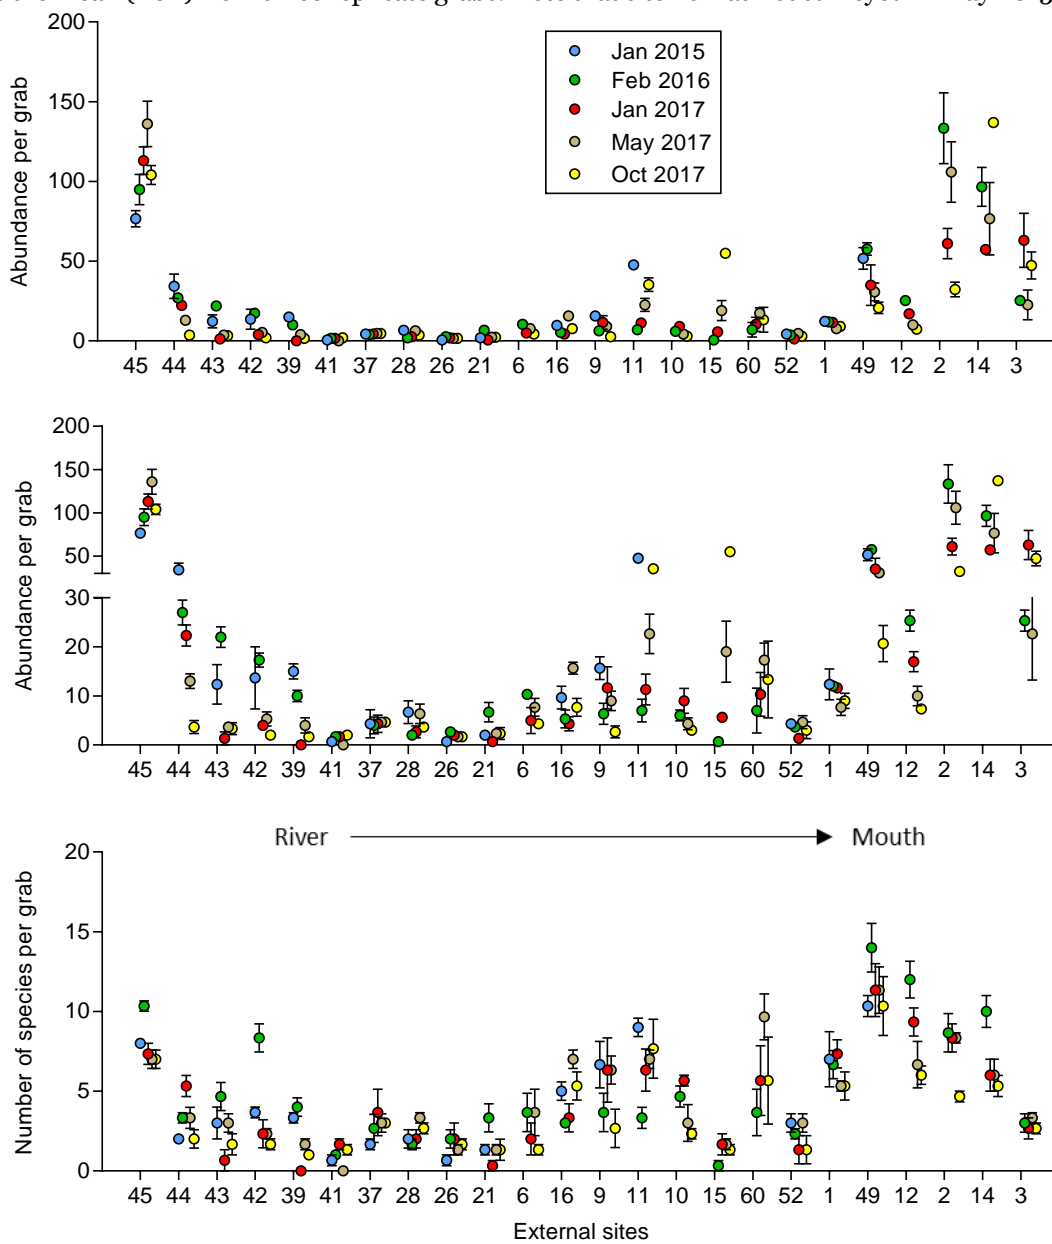 200
150
100
50
0
Abundance per grab
Jan 2015
Feb 2016
Jan 2017
May 2017
Oct 2017
45 44 43 42 39 41 37 28 26 21 6 16 9 11 10 15 60 52 1 49 12 2 14 3
200
150
100
50
30
20
10
0
Abundance per grab
45 44 43 42 39 41 37 28 26 21 6 16 9 11 10 15 60 52 1 49 12 2 14 3
River Mouth
20
15
10
5
0
Number of species per grab
45 44 43 42 39 41 37 28 26 21 6 16 9 11 10 15 60 52 1 49 12 2 14 3
External sites